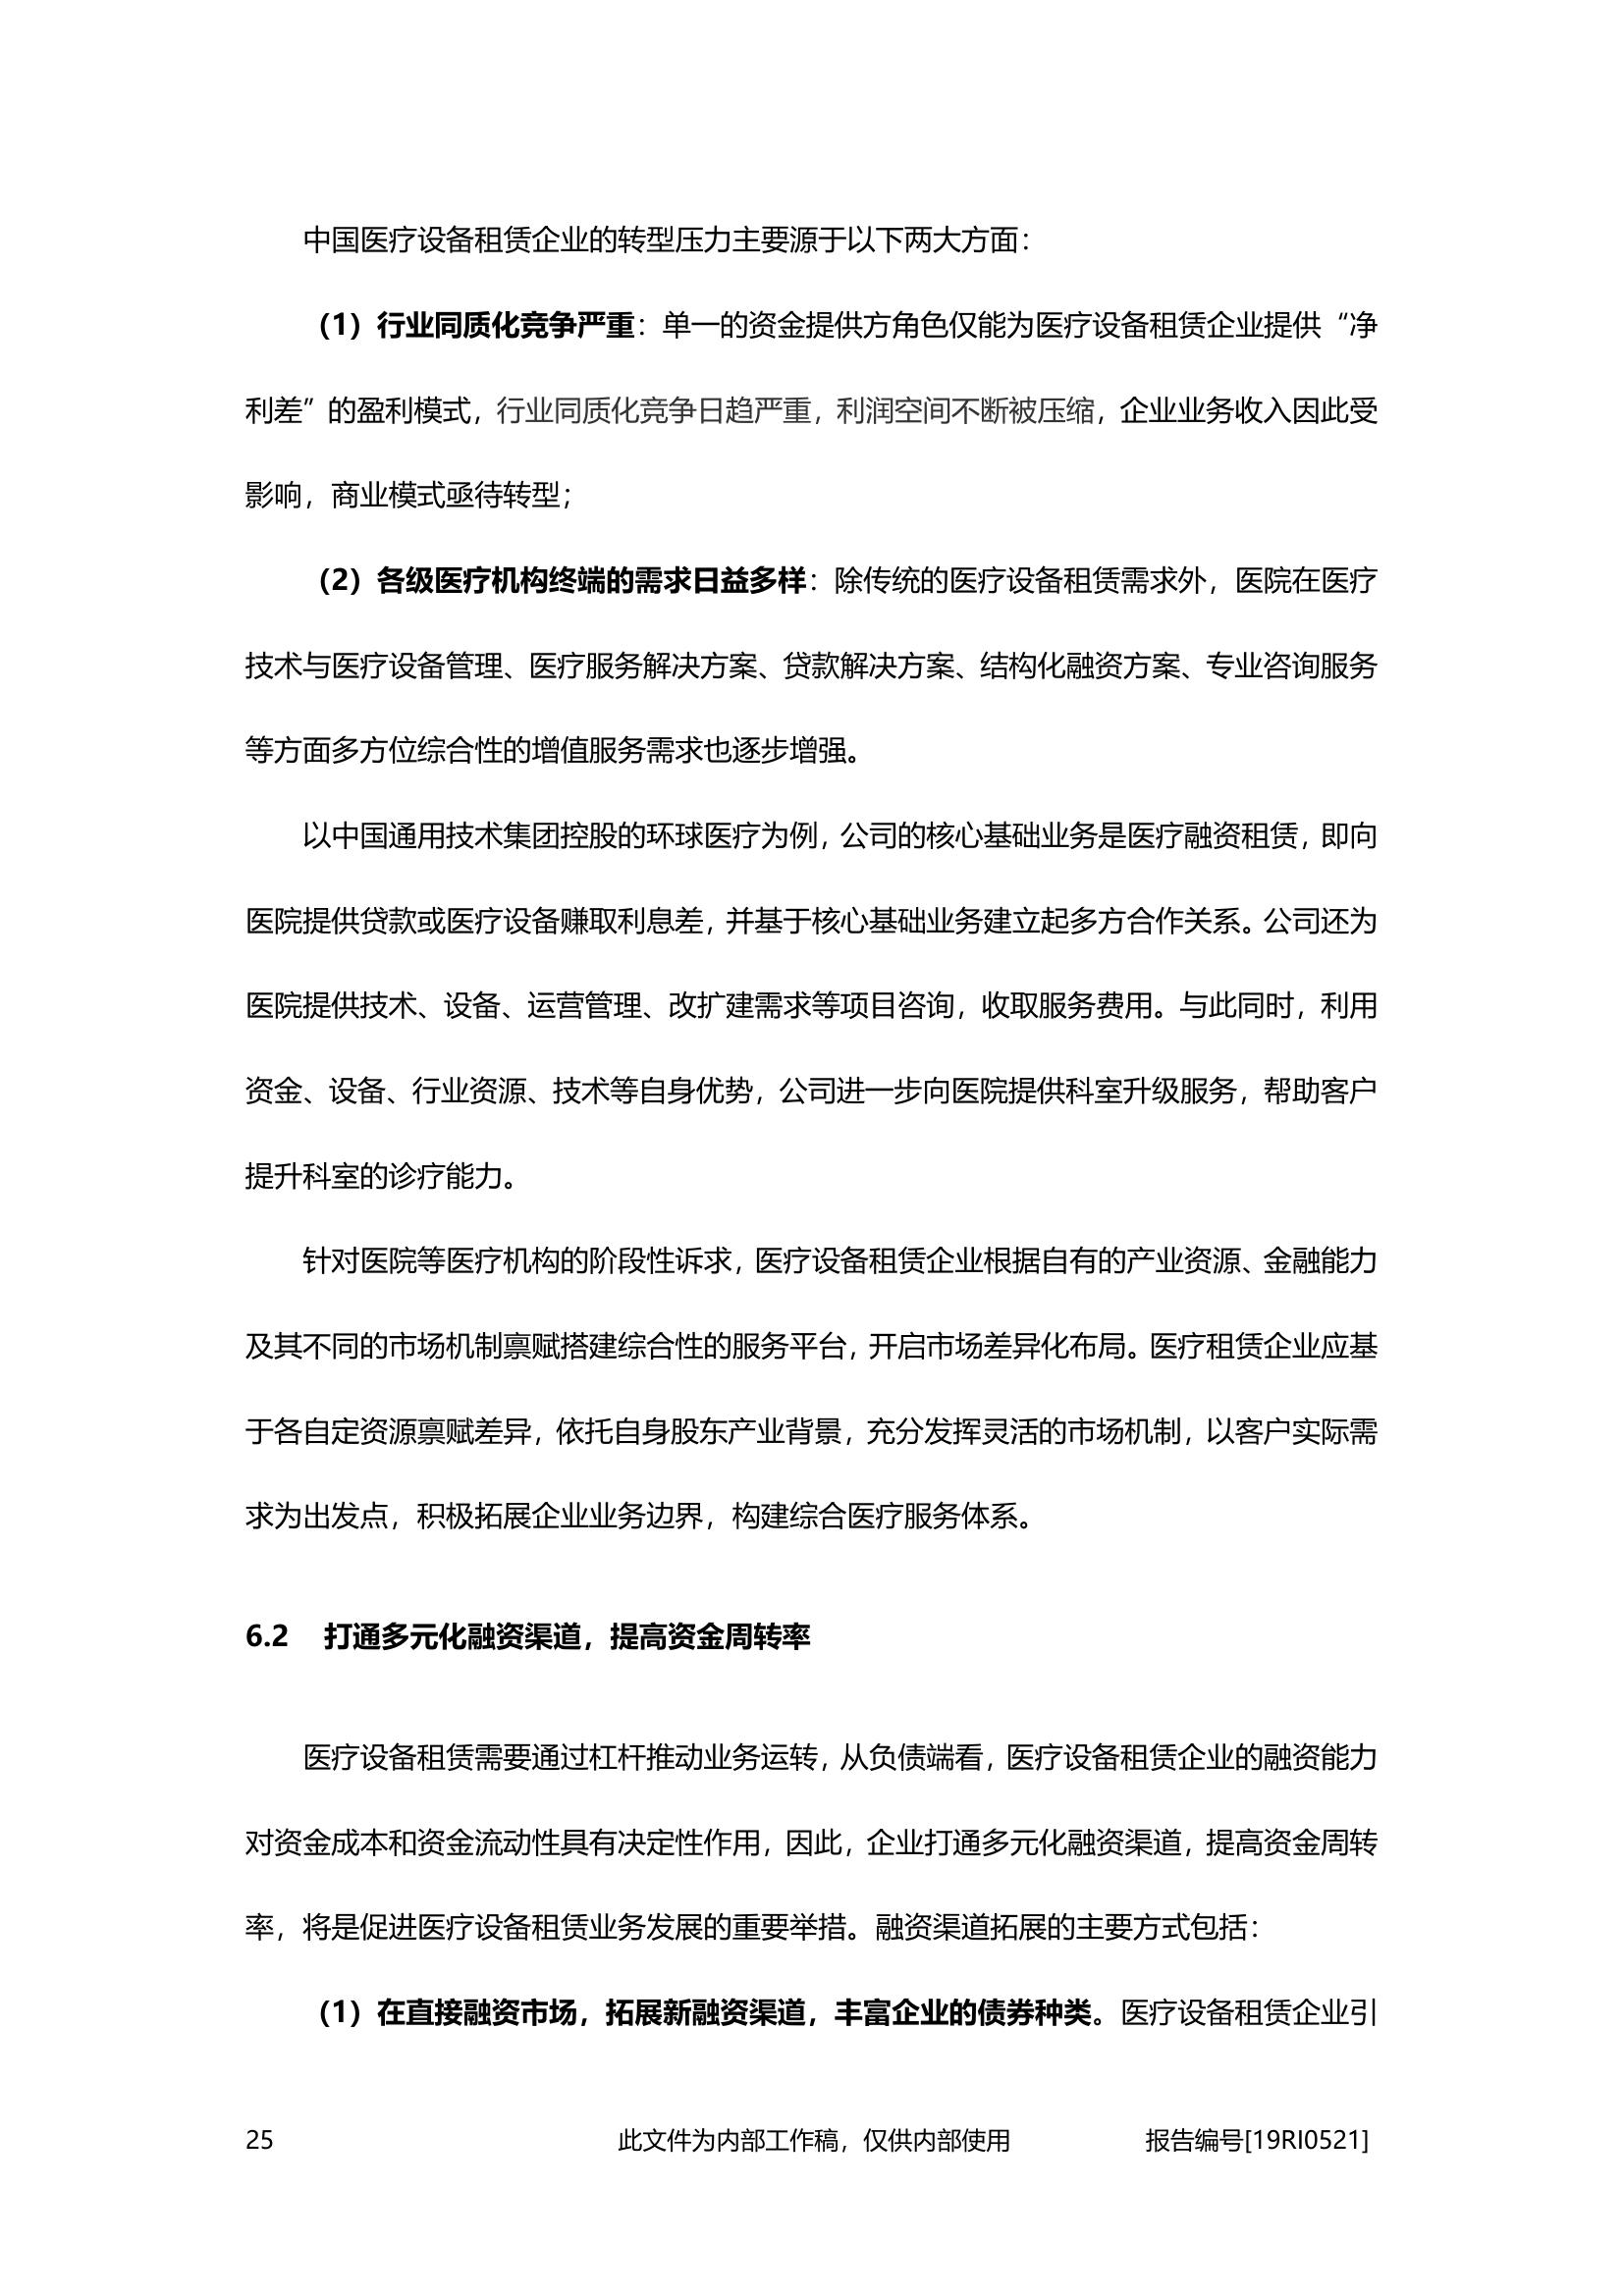 中国医疗设备租赁企业的转型压力主要源于以下两大方面：
（1）行业同质化竞争严重：单一的资金提供方角色仅能为医疗设备租赁企业提供“净
利差”的盈利模式，行业同质化竞争日趋严重，利润空间不断被压缩，企业业务收入因此受
影响，商业模式亟待转型；
（2）各级医疗机构终端的需求日益多样：除传统的医疗设备租赁需求外，医院在医疗
技术与医疗设备管理、医疗服务解决方案、贷款解决方案、结构化融资方案、专业咨询服务
等方面多方位综合性的增值服务需求也逐步增强。
以中国通用技术集团控股的环球医疗为例，公司的核心基础业务是医疗融资租赁，即向
医院提供贷款或医疗设备赚取利息差，并基于核心基础业务建立起多方合作关系。公司还为
医院提供技术、设备、运营管理、改扩建需求等项目咨询，收取服务费用。与此同时，利用
资金、设备、行业资源、技术等自身优势，公司进一步向医院提供科室升级服务，帮助客户
提升科室的诊疗能力。
针对医院等医疗机构的阶段性诉求，医疗设备租赁企业根据自有的产业资源、金融能力
及其不同的市场机制禀赋搭建综合性的服务平台，开启市场差异化布局。医疗租赁企业应基
于各自定资源禀赋差异，依托自身股东产业背景，充分发挥灵活的市场机制，以客户实际需
求为出发点，积极拓展企业业务边界，构建综合医疗服务体系。
6.2 打通多元化融资渠道，提高资金周转率
医疗设备租赁需要通过杠杆推动业务运转，从负债端看，医疗设备租赁企业的融资能力
对资金成本和资金流动性具有决定性作用，因此，企业打通多元化融资渠道，提高资金周转
率，将是促进医疗设备租赁业务发展的重要举措。融资渠道拓展的主要方式包括：
（1）在直接融资市场，拓展新融资渠道，丰富企业的债券种类。医疗设备租赁企业引
25 此文件为内部工作稿，仅供内部使用 报告编号[19RI0521]